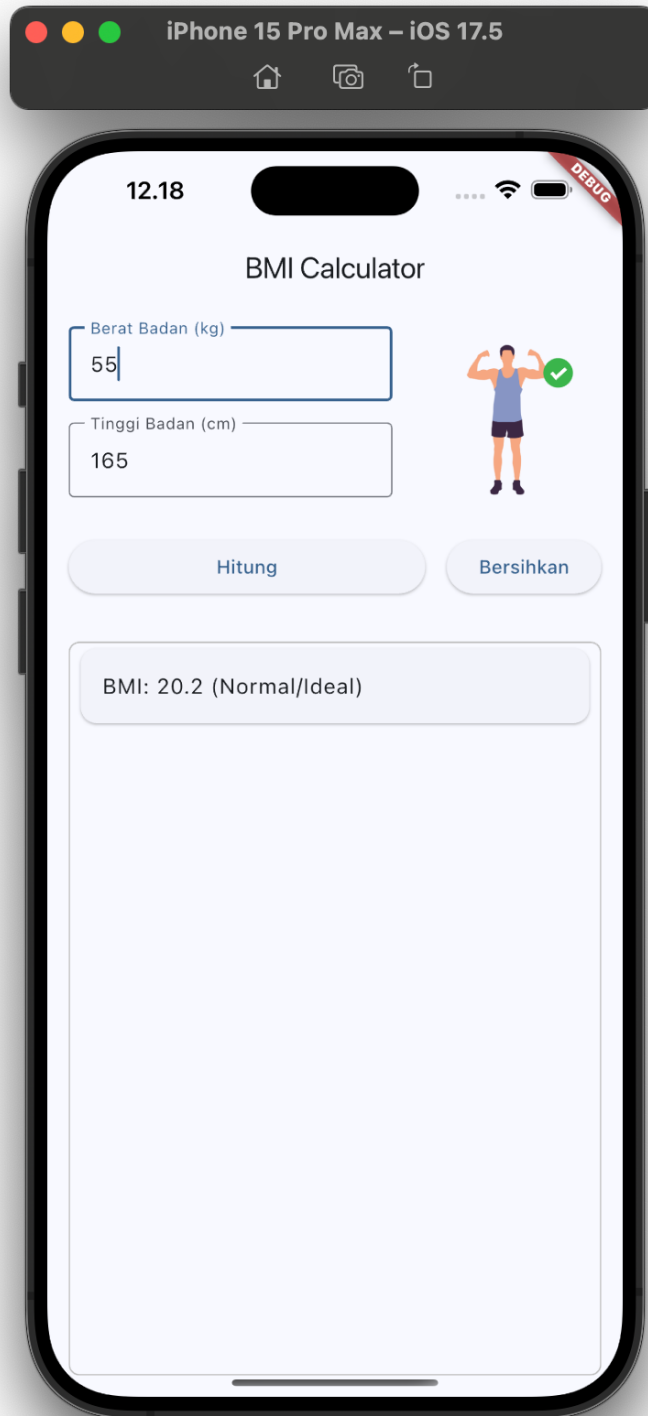 iPhone 15 Pro Max – iOS 17.5
12.18
DEBUG
BMI Calculator
Berat Badan (kg)
55
Tinggi Badan (cm)
165
Hitung Bersihkan
BMI: 20.2 (Normal/Ideal)